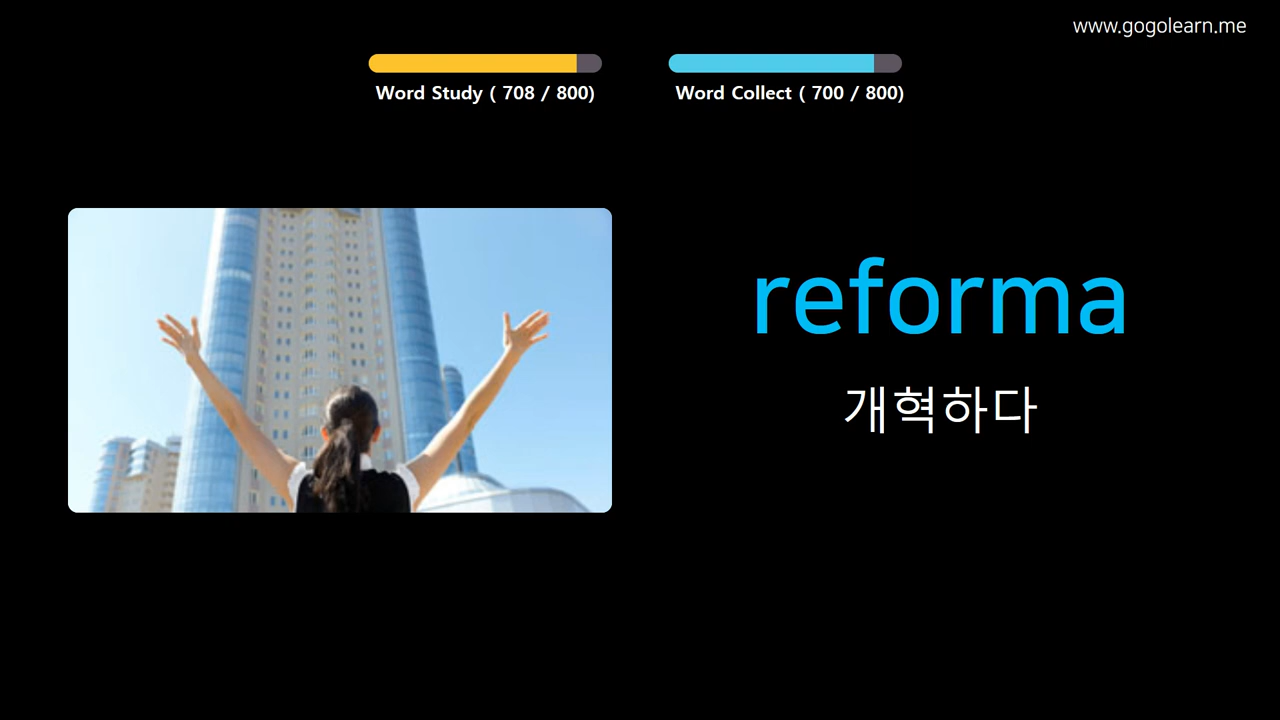 www.gogolearn.me
Word Study ( 708 / 800)
Word Collect ( 700 / 800)
reforma
개혁하다